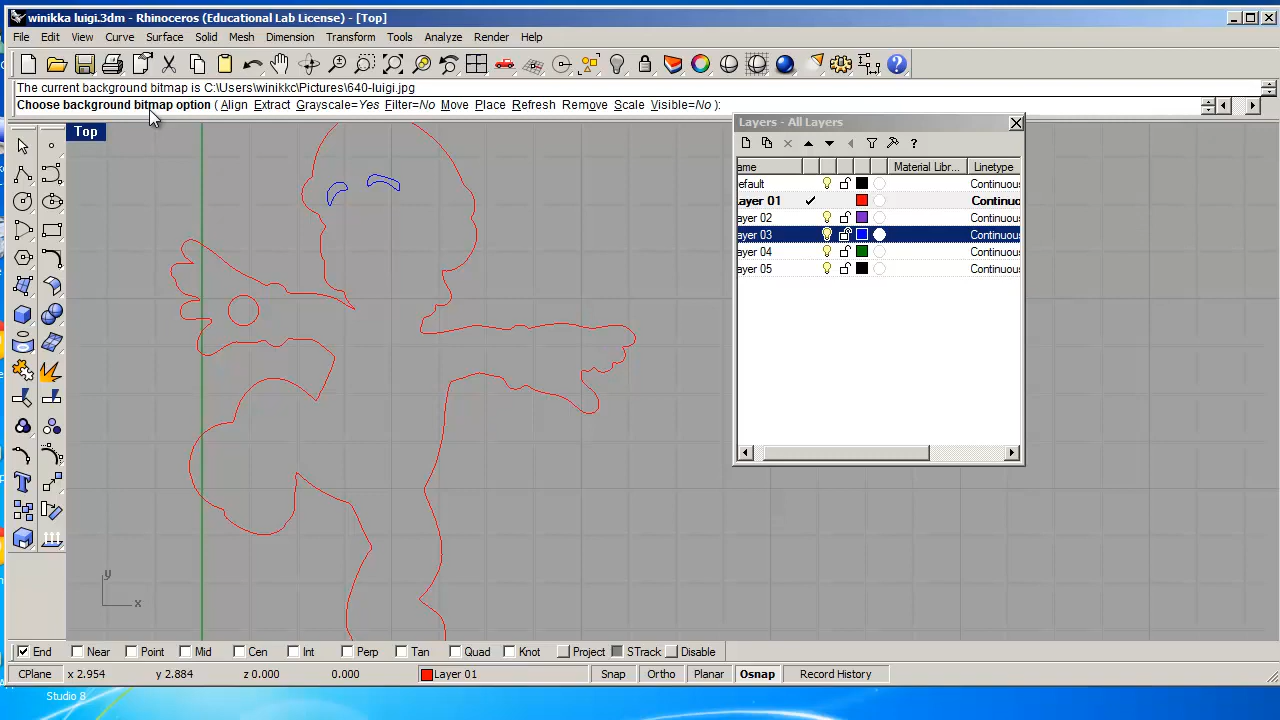 winikka luigi.3dm - Rhinoceros (Educational Lab License) - [Top]
File Edit View Curve Surface Solid Mesh Dimension Transform Tools Analyze Render Help
The current background bitmap is C:\Users\winikkc\Pictures\640-luigi.jpg
Choose background bitmap option ( Align Extract Grayscale=Yes Filter=No Move Place Refresh Remove Scale Visible=No ):
Top
Layers - All Layers
ame Material Libr... Linetype
efault Continuous
ayer 01 Continuo
ayer 02 Continuous
ayer 03 Continuous
ayer 04 Continuous
ayer 05 Continuous
y
x
End Near Point Mid Cen Int Perp Tan Quad Knot Project STrack Disable
CPlane x 2.954 y 2.884 z 0.000 0.000 Layer 01 Snap Ortho Planar Osnap Record History
Studio 8